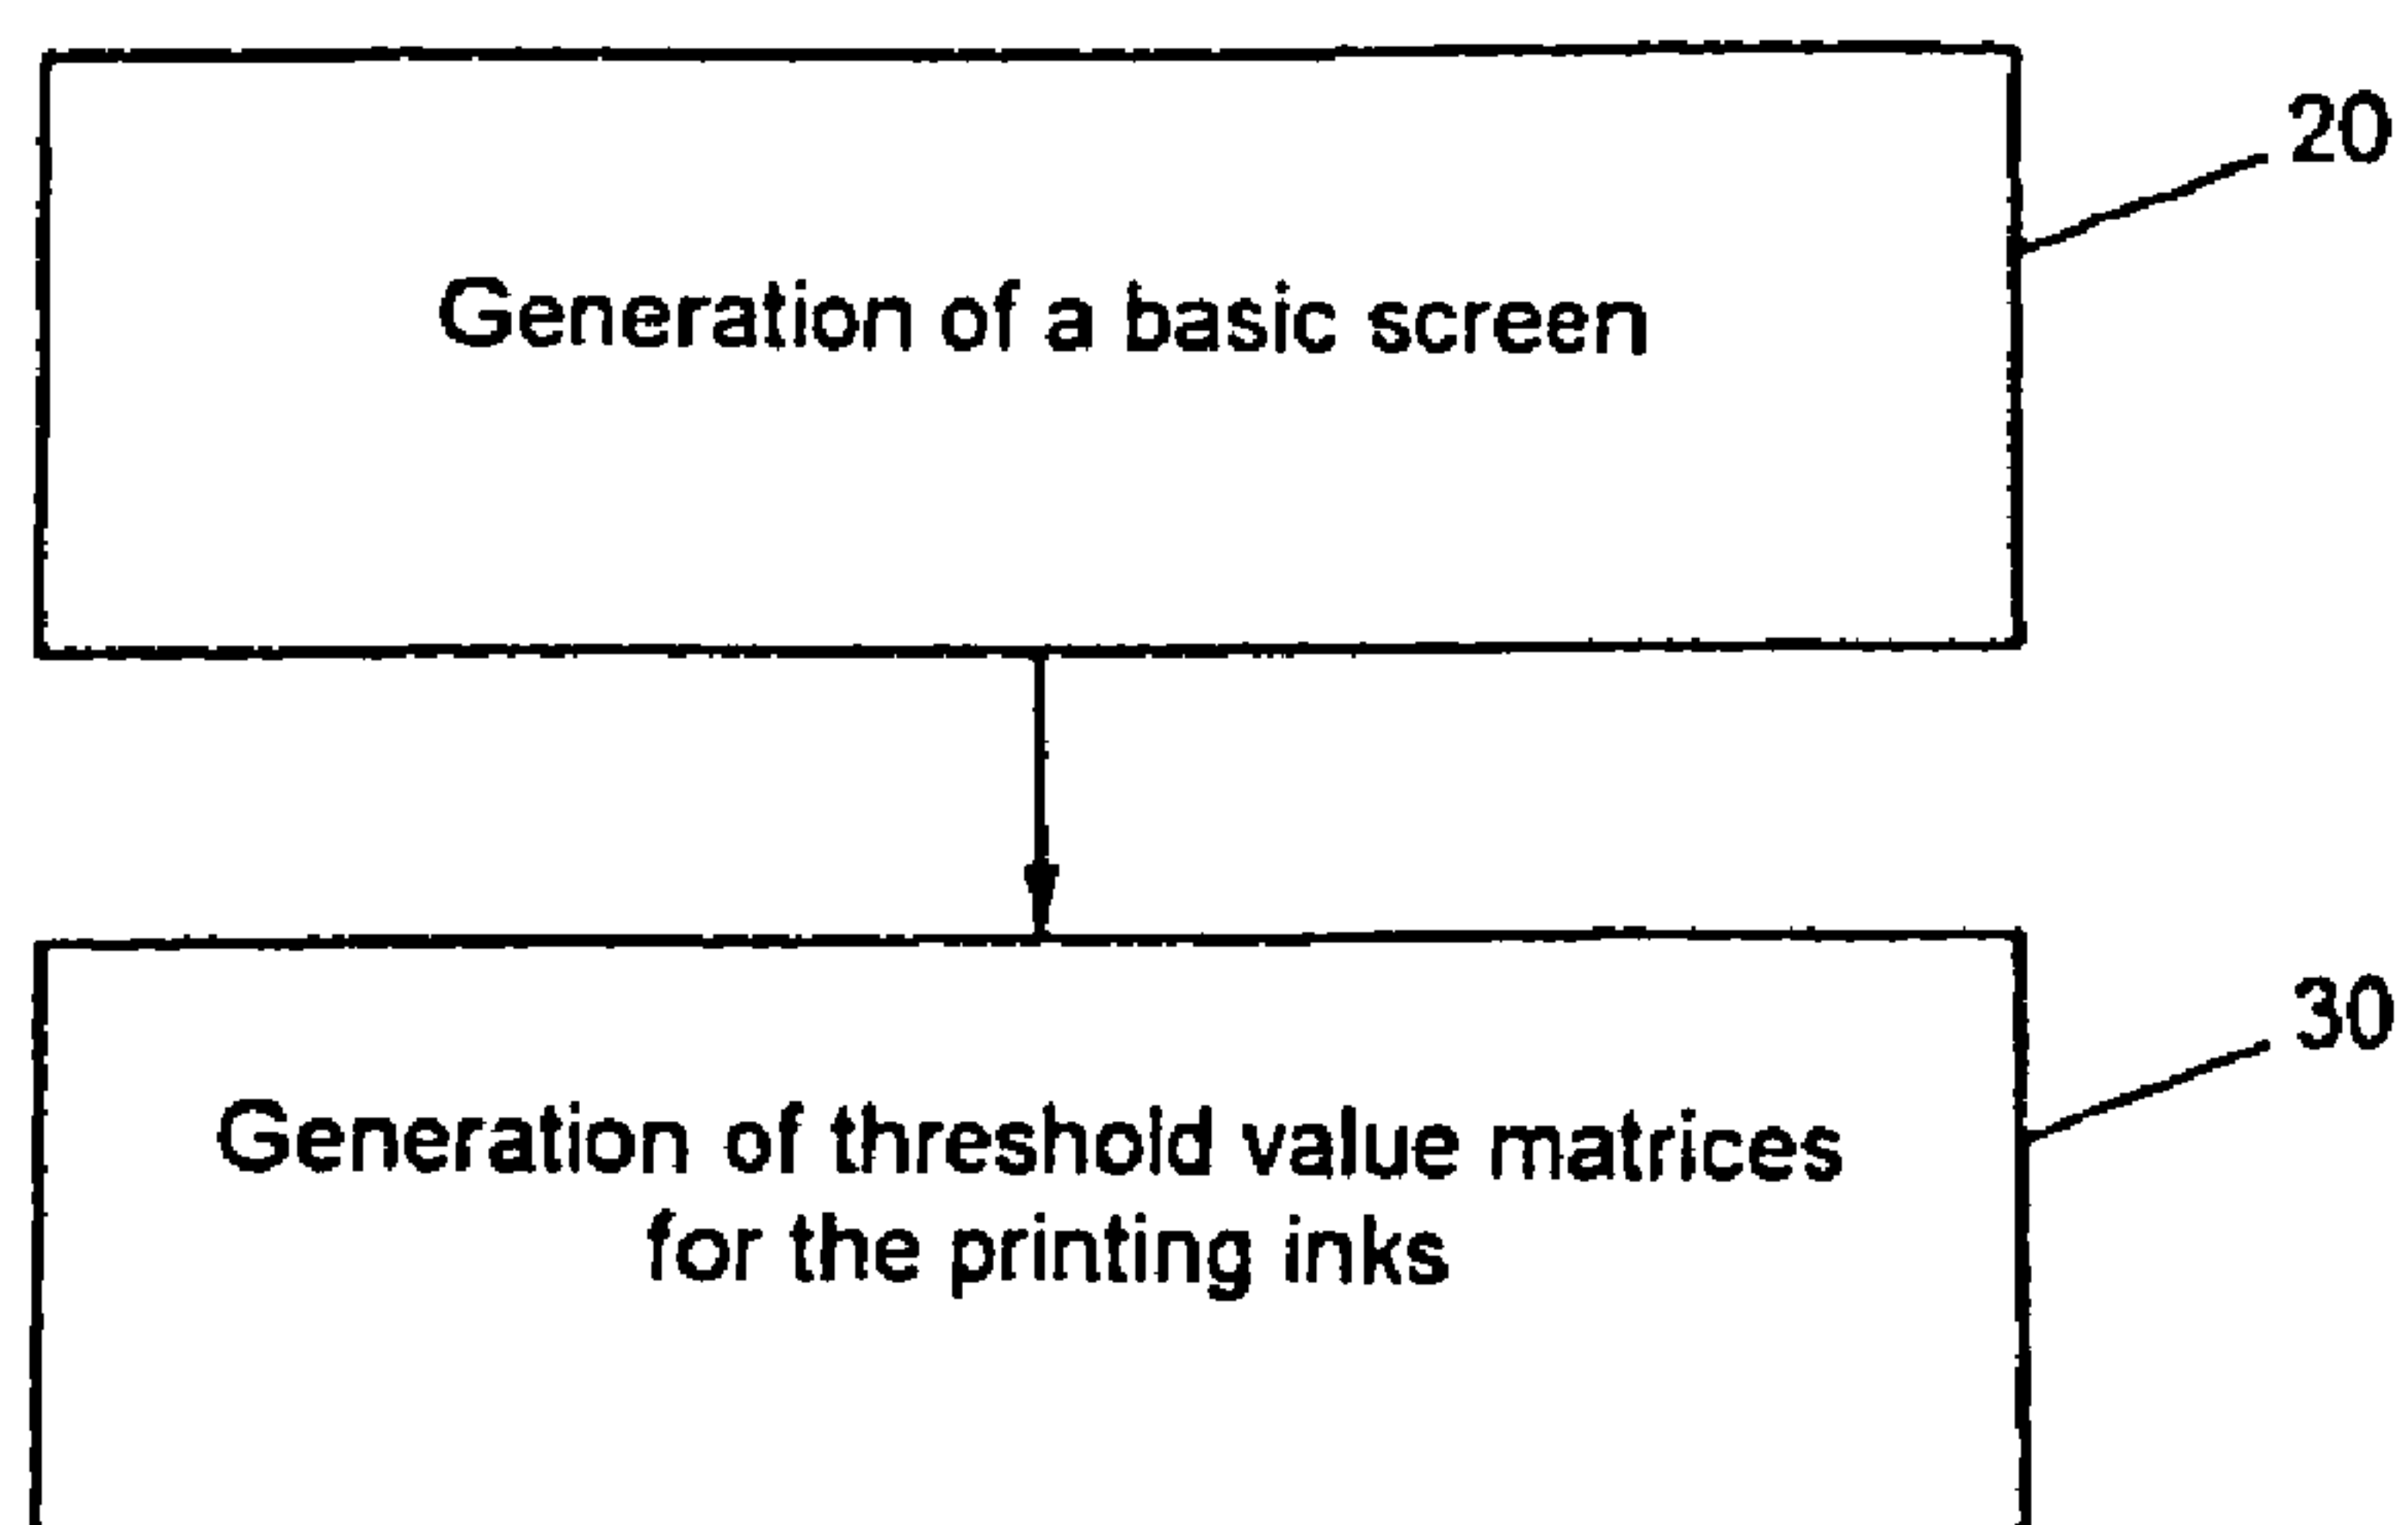 20
Generation of a basic screen
30
Generation of threshold value matrices
for the printing inks